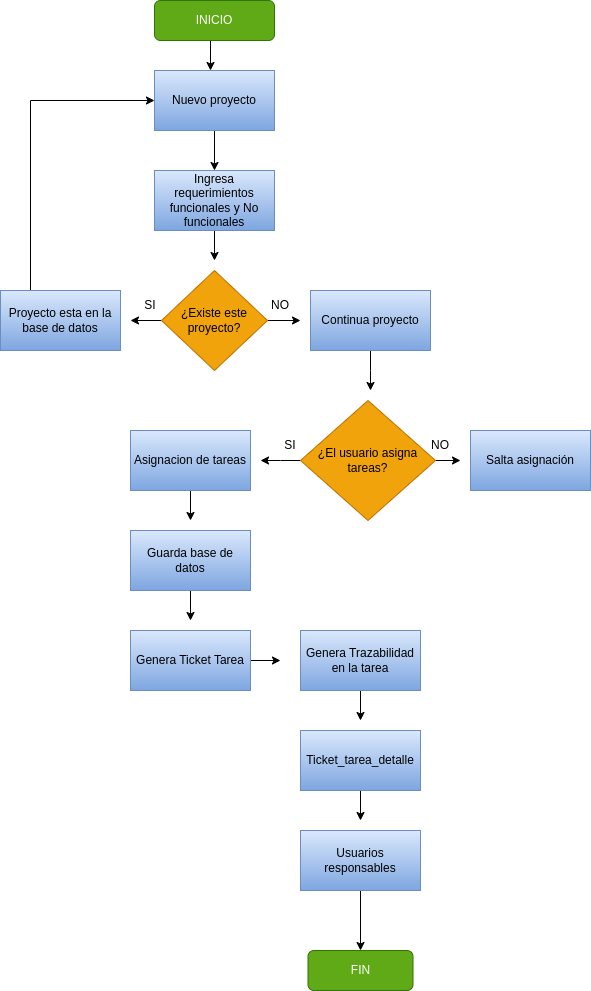 INICIO
Nuevo proyecto
Ingresa
requerimientos
funcionales y No
funcionales
SI
NO
Proyecto esta en la
base de datos
¿Existe este
proyecto?
Continua proyecto
SI
NO
Asignacion de tareas
¿El usuario asigna
tareas?
Salta asignación
Guarda base de
datos
Genera Ticket Tarea
Genera Trazabilidad
en la tarea
Ticket_tarea_detalle
Usuarios
responsables
FIN